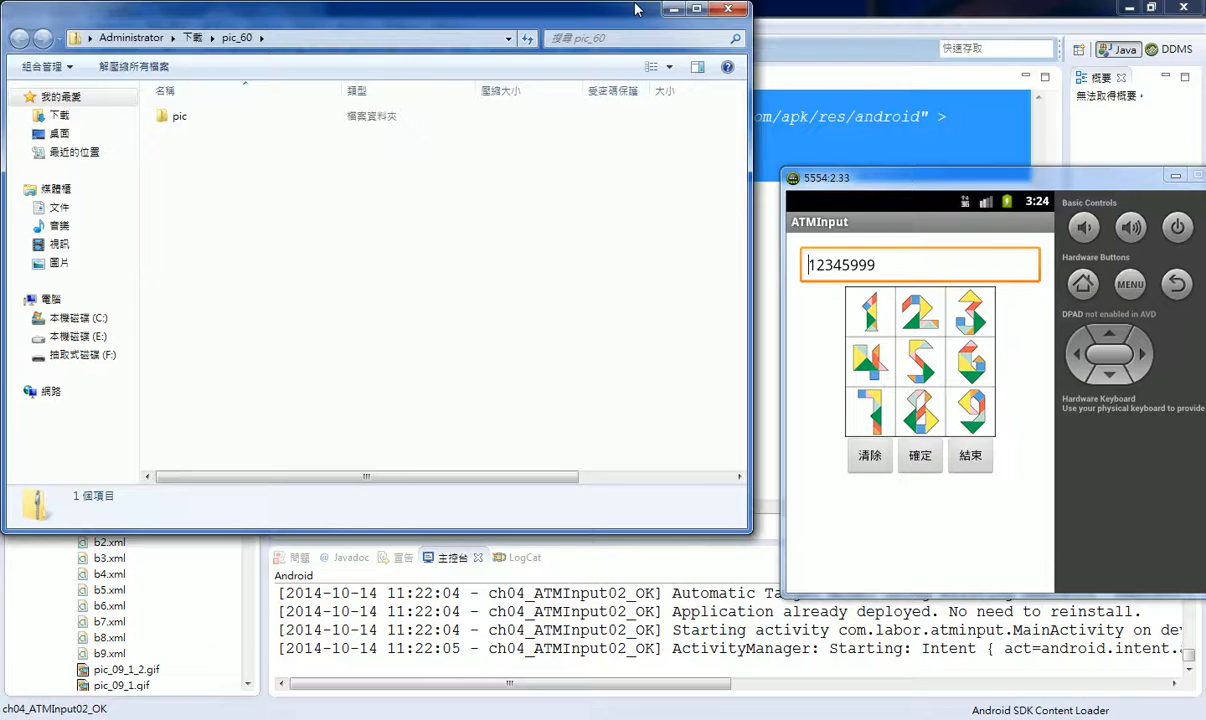 Administrator ▸ 下載 ▸ pic_60 ▸
搜尋 pic_60
組合管理 ▼ 解壓縮所有檔案
名稱 類型 壓縮大小 受密碼保護 大小
pic 檔案資料夾
我的最愛
下載
桌面
最近的位置
媒體櫃
文件
音樂
視訊
圖片
電腦
本機磁碟 (C:)
本機磁碟 (E:)
抽取式磁碟 (F:)
網路
1 個項目
快速存取
Java
DDMS
概要
無法取得概要。
om/apk/res/android" >
5554:2.33
3:24
ATMInput
12345999
1 2 3
4 5 6
7 8 9
清除 確定 結束
Basic Controls
Hardware Buttons
MENU
DPAD not enabled in AVD
Hardware Keyboard
Use your physical keyboard to provide
b2.xml
b3.xml
b4.xml
b5.xml
b6.xml
b7.xml
b8.xml
b9.xml
pic_09_1_2.gif
pic_09_1.gif
問題 @ Javadoc 宣告 主控台 LogCat
Android
[2014-10-14 11:22:04 - ch04_ATMInput02_OK] Automatic Ta
[2014-10-14 11:22:04 - ch04_ATMInput02_OK] Application already deployed. No need to reinstall.
[2014-10-14 11:22:04 - ch04_ATMInput02_OK] Starting activity com.labor.atminput.MainActivity on dev
[2014-10-14 11:22:05 - ch04_ATMInput02_OK] ActivityManager: Starting: Intent { act=android.intent.a
ch04_ATMInput02_OK
Android SDK Content Loader